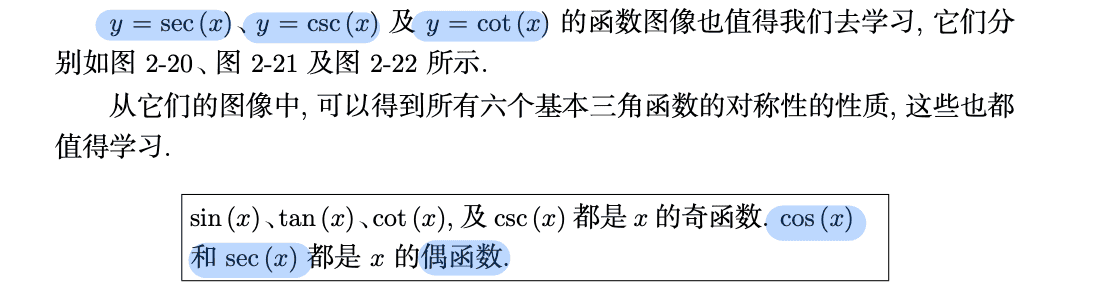 y = sec (x)、y = csc (x) 及 y = cot (x) 的函数图像也值得我们去学习, 它们分
别如图 2-20、图 2-21 及图 2-22 所示.
从它们的图像中, 可以得到所有六个基本三角函数的对称性的性质, 这些也都
值得学习.
sin (x)、tan (x)、cot (x), 及 csc (x) 都是 x 的奇函数. cos (x)
和 sec (x) 都是 x 的偶函数.